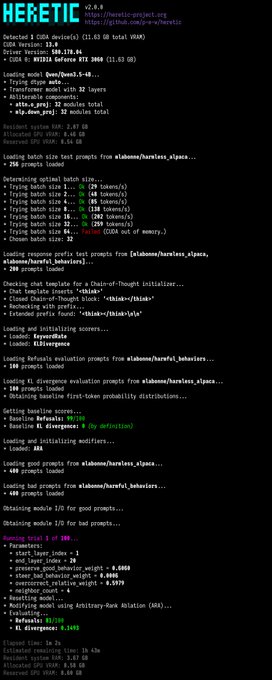 HERETIC v2.0.0
https://heretic-project.org
https://github.com/p-e-w/heretic
Detected 1 CUDA device(s) (11.63 GB total VRAM)
CUDA Version: 13.0
Driver Version: 580.178.04
* CUDA 0: NVIDIA GeForce RTX 3060 (11.63 GB)
Loading model Qwen/Qwen3.5-4B...
* Trying dtype auto...
* Transformer model with 32 layers
* Abliterable components:
* attn.o_proj: 32 modules total
* mlp.down_proj: 32 modules total
Resident system RAM: 2.87 GB
Allocated GPU VRAM: 8.46 GB
Reserved GPU VRAM: 8.54 GB
Loading batch size test prompts from mlabonne/harmless_alpaca...
* 256 prompts loaded
Determining optimal batch size...
* Trying batch size 1... Ok (29 tokens/s)
* Trying batch size 2... Ok (48 tokens/s)
* Trying batch size 4... Ok (85 tokens/s)
* Trying batch size 8... Ok (138 tokens/s)
* Trying batch size 16... Ok (202 tokens/s)
* Trying batch size 32... Ok (259 tokens/s)
* Trying batch size 64... Failed (CUDA out of memory.)
* Chosen batch size: 32
Loading response prefix test prompts from [mlabonne/harmless_alpaca,
mlabonne/harmful_behaviors]...
* 200 prompts loaded
Checking chat template for a Chain-of-Thought initializer...
* Chat template inserts '<think>'
* Closed Chain-of-Thought block: '<think></think>'
* Rechecking with prefix...
* Extended prefix found: '<think></think>\n\n'
Loading and initializing scorers...
* Loaded: KeywordRate
* Loaded: KLDivergence
Loading Refusals evaluation prompts from mlabonne/harmful_behaviors...
* 100 prompts loaded
Loading KL divergence evaluation prompts from mlabonne/harmless_alpaca...
* 100 prompts loaded
* Obtaining baseline first-token probability distributions...
Getting baseline scores...
* Baseline Refusals: 99/100
* Baseline KL divergence: 0 (by definition)
Loading and initializing modifiers...
* Loaded: ARA
Loading good prompts from mlabonne/harmless_alpaca...
* 400 prompts loaded
Loading bad prompts from mlabonne/harmful_behaviors...
* 400 prompts loaded
Obtaining module I/O for good prompts...
Obtaining module I/O for bad prompts...
Running trial 1 of 100...
* Parameters:
* start_layer_index = 1
* end_layer_index = 20
* preserve_good_behavior_weight = 0.6060
* steer_bad_behavior_weight = 0.0006
* overcorrect_relative_weight = 0.5979
* neighbor_count = 4
* Resetting model...
* Modifying model using Arbitrary-Rank Ablation (ARA)...
* Evaluating...
* Refusals: 83/100
* KL divergence: 0.1493
Elapsed time: 1m 2s
Estimated remaining time: 1h 43m
Resident system RAM: 3.87 GB
Allocated GPU VRAM: 8.58 GB
Reserved GPU VRAM: 8.60 GB